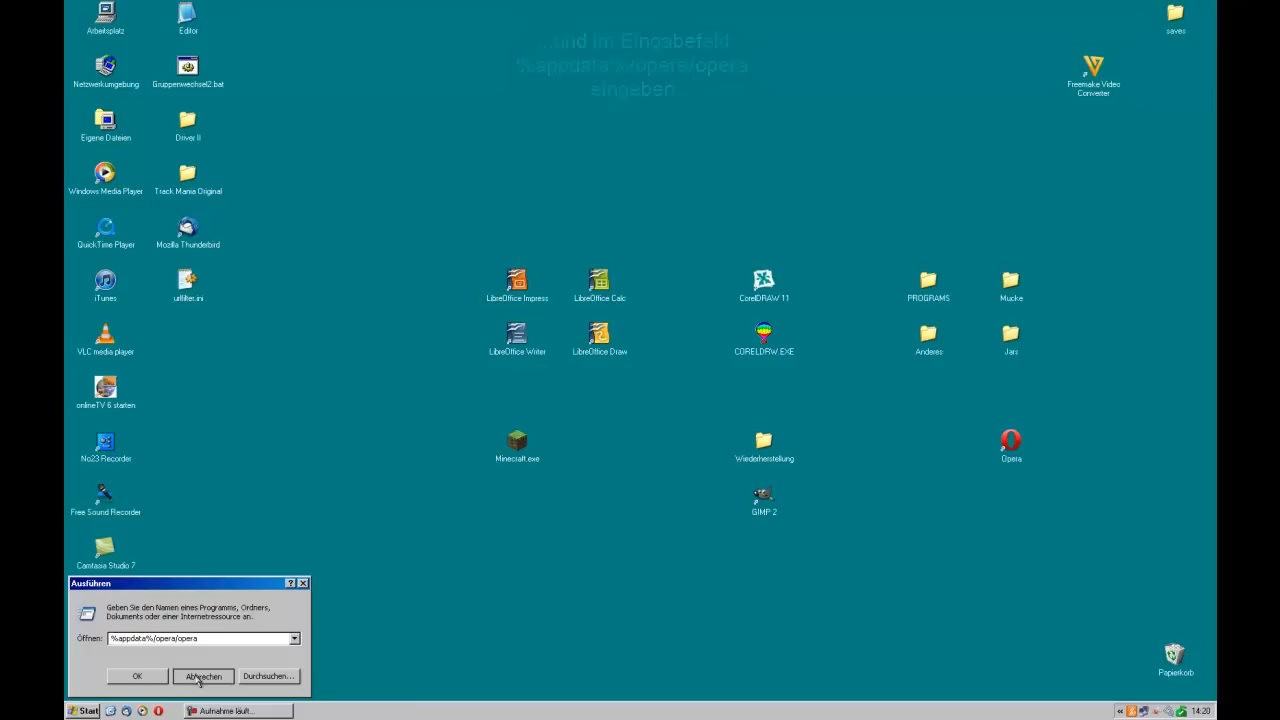 Arbeitsplatz
Editor
...und im Eingabefeld
%appdata%/opera/opera
eingeben...
saves
Netzwerkumgebung
Gruppenwechsel2.bat
Freemake Video
Converter
Eigene Dateien
Driver II
Windows Media Player
Track Mania Original
QuickTime Player
Mozilla Thunderbird
iTunes
urlfilter.ini
LibreOffice Impress
LibreOffice Calc
CorelDRAW 11
PROGRAMS
Mucke
VLC media player
LibreOffice Writer
LibreOffice Draw
CORELDRW.EXE
Anderes
Jars
onlineTV 6 starten
No23 Recorder
Minecraft.exe
Wiederherstellung
Opera
Free Sound Recorder
GIMP 2
Camtasia Studio 7
Ausführen
Geben Sie den Namen eines Programms, Ordners,
Dokuments oder einer Internetressource an.
Öffnen: %appdata%/opera/opera
OK
Abbrechen
Durchsuchen...
Papierkorb
Start
Aufnahme läuft...
14:20